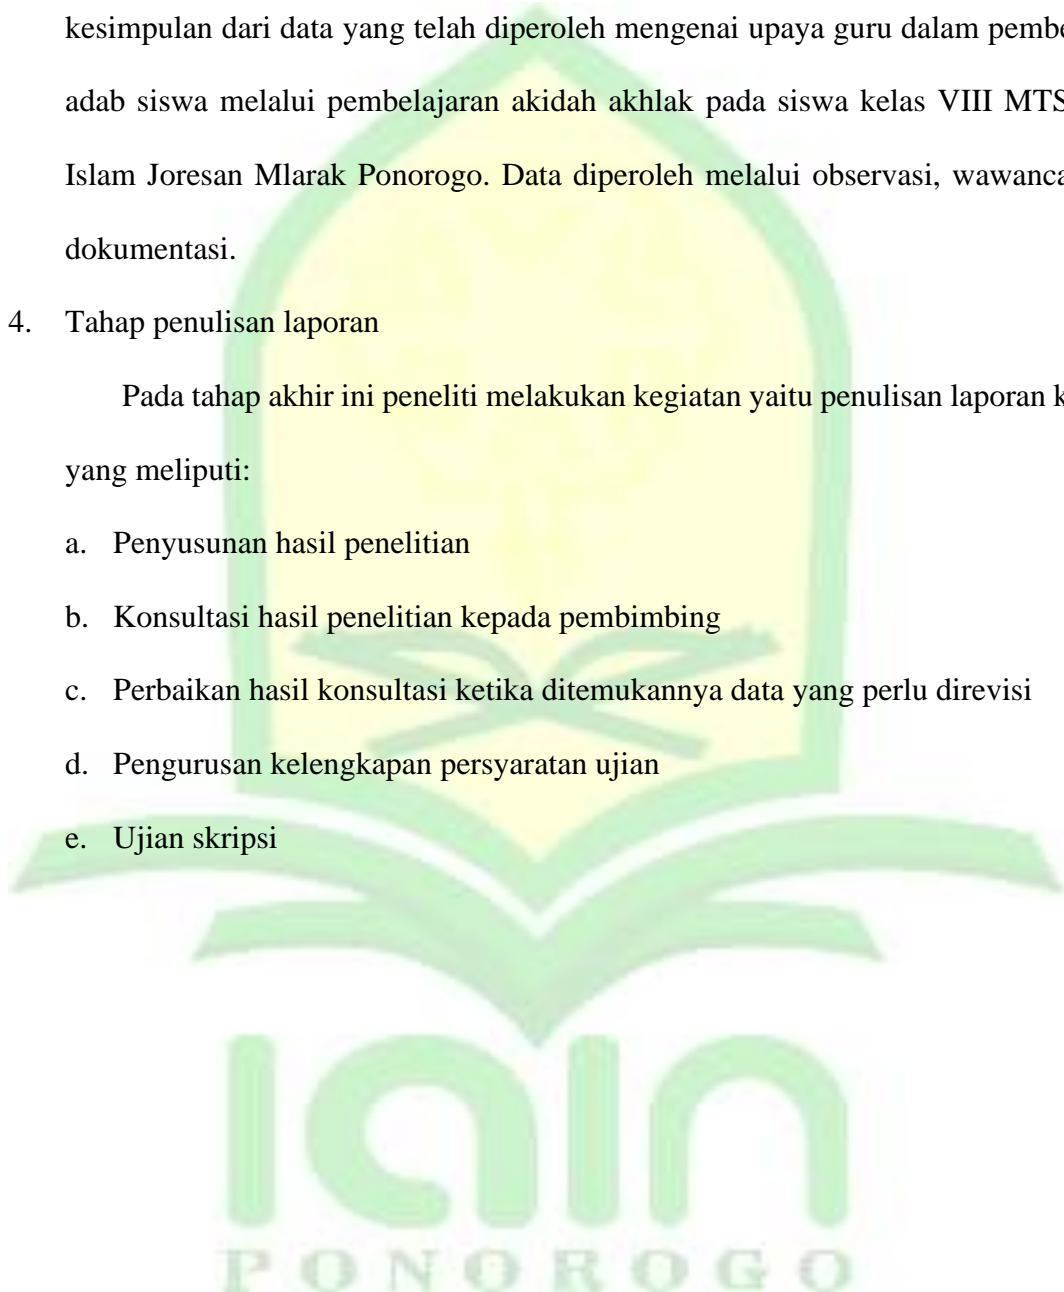 kesimpulan dari data yang telah diperoleh mengenai upaya guru dalam
adab siswa melalui pembelajaran akidah akhlak pada siswa kelas VIII MTS
Islam Joresan Mlarak Ponorogo. Data diperoleh melalui observasi,
dokumentasi.
4. Tahap penulisan laporan
Pada tahap akhir ini peneliti melakukan kegiatan yaitu penulisan laporan
yang meliputi:
a. Penyusunan hasil penelitian
b. Konsultasi hasil penelitian kepada pembimbing
c. Perbaikan hasil konsultasi ketika ditemukannya data yang perlu direvisi
d. Pengurusan kelengkapan persyaratan ujian
e. Ujian skripsi
iain
PONOROGO